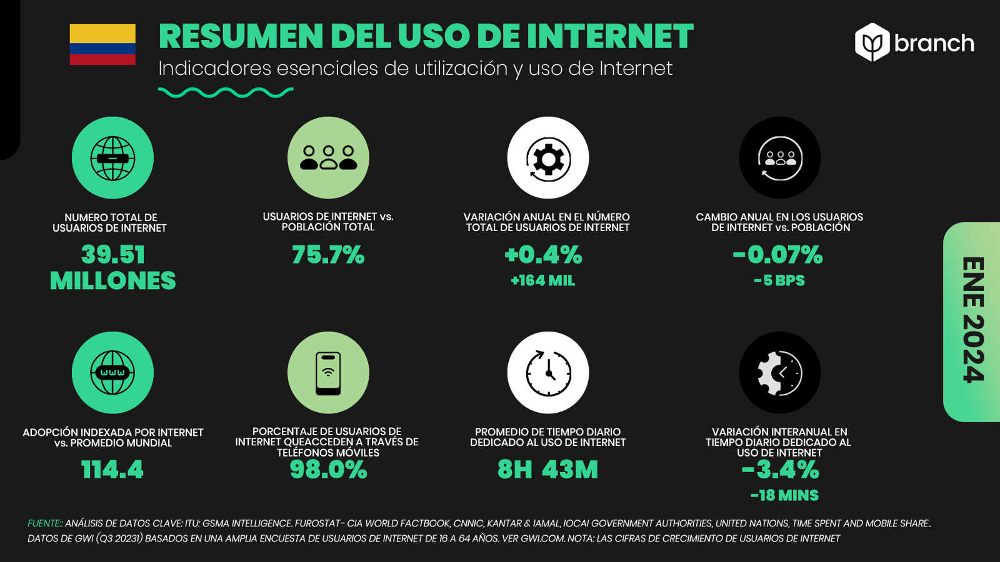 RESUMEN DEL USO DE INTERNET
Indicadores esenciales de utilización y uso de Internet
branch
NUMERO TOTAL DE
USUARIOS DE INTERNET
39.51
MILLONES
USUARIOS DE INTERNET vs.
POBLACIÓN TOTAL
75.7%
VARIACIÓN ANUAL EN EL NÚMERO
TOTAL DE USUARIOS DE INTERNET
+0.4%
+164 MIL
CAMBIO ANUAL EN LOS USUARIOS
DE INTERNET vs. POBLACIÓN
-0.07%
-5 BPS
ENE 2024
www
ADOPCIÓN INDEXADA POR INTERNET
vs. PROMEDIO MUNDIAL
114.4
PORCENTAJE DE USUARIOS DE
INTERNET QUEACCEDEN A TRAVÉS DE
TELÉFONOS MÓVILES
98.0%
PROMEDIO DE TIEMPO DIARIO
DEDICADO AL USO DE INTERNET
8H 43M
VARIACIÓN INTERANUAL EN
TIEMPO DIARIO DEDICADO AL
USO DE INTERNET
-3.4%
-18 MINS
FUENTE:: ANÁLISIS DE DATOS CLAVE: ITU: GSMA INTELLIGENCE. FUROSTAT- CIA WORLD FACTBOOK, CNNIC, KANTAR & IAMAL, IOCAI GOVERNMENT AUTHORITIES, UNITED NATIONS, TIME SPENT AND MOBILE SHARE..
DATOS DE GWI (Q3 20231) BASADOS EN UNA AMPLIA ENCUESTA DE USUARIOS DE INTERNET DE 16 A 64 AÑOS. VER GWI.COM. NOTA: LAS CIFRAS DE CRECIMIENTO DE USUARIOS DE INTERNET